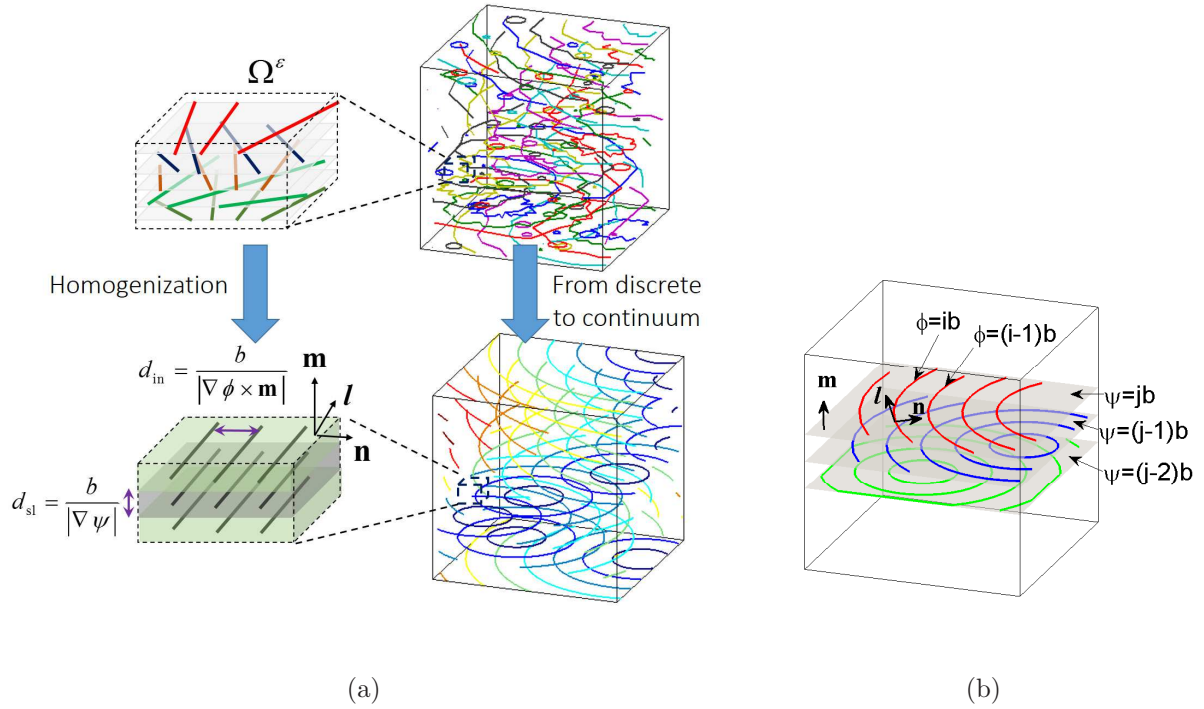 Ω^ε
Homogenization
From discrete
to continuum
d_in = b / |∇ϕ × m|
m
l
n
d_sl = b / |∇ψ|
(a)
ϕ=ib
ϕ=(i-1)b
m
l
n
ψ=jb
ψ=(j-1)b
ψ=(j-2)b
(b)